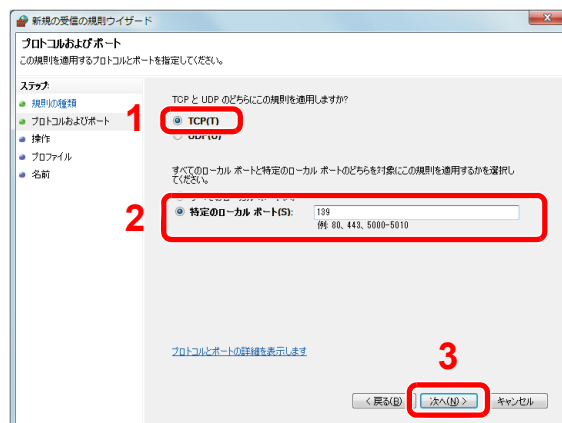 新規の受信の規則ウィザード
プロトコルおよびポート
この規則を適用するプロトコルとポートを指定してください。
ステップ:
規則の種類
プロトコルおよびポート
操作
プロファイル
名前
TCP と UDP のどちらにこの規則を適用しますか?
1
TCP(T)
UDP(U)
すべてのローカル ポートと特定のローカル ポートのどちらを対象にこの規則を適用するかを選択し
てください。
2
特定のローカル ポート(S):
139
例: 80、443、5000-5010
プロトコルとポートの詳細を表示します
3
< 戻る(B)
次へ(N) >
キャンセル